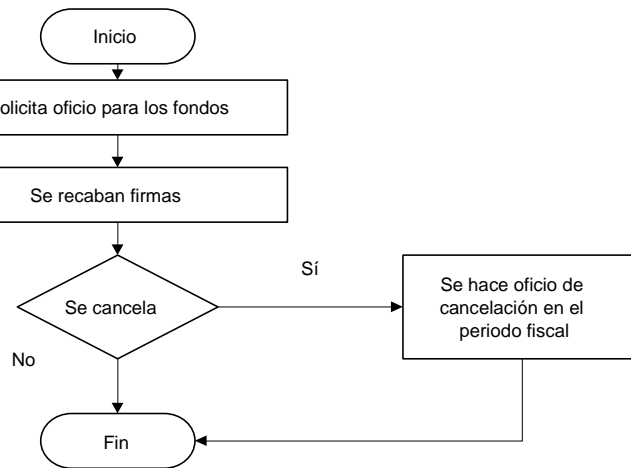 Inicio
olicita oficio para los fondos
Se recaban firmas
Sí
Se hace oficio de
cancelación en el
periodo fiscal
Se cancela
No
Fin